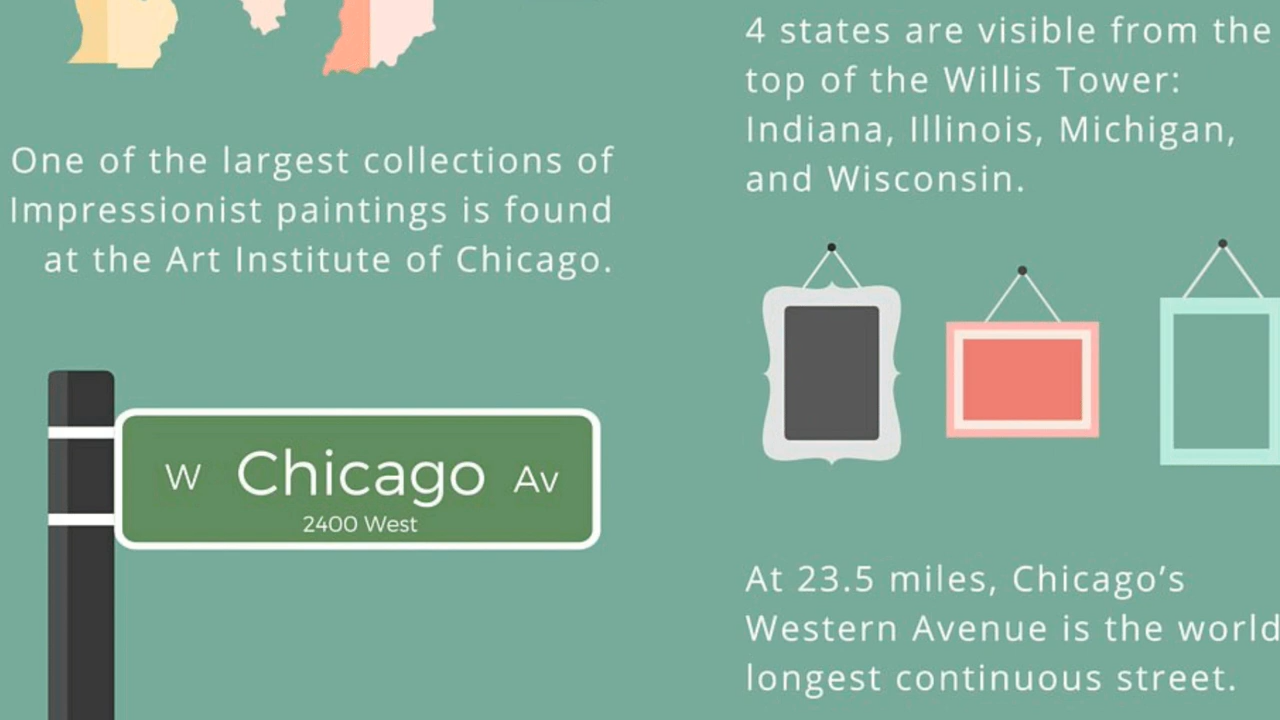 4 states are visible from the
top of the Willis Tower:
Indiana, Illinois, Michigan,
and Wisconsin.
One of the largest collections of
Impressionist paintings is found
at the Art Institute of Chicago.
W Chicago Av
2400 West
At 23.5 miles, Chicago’s
Western Avenue is the world
longest continuous street.